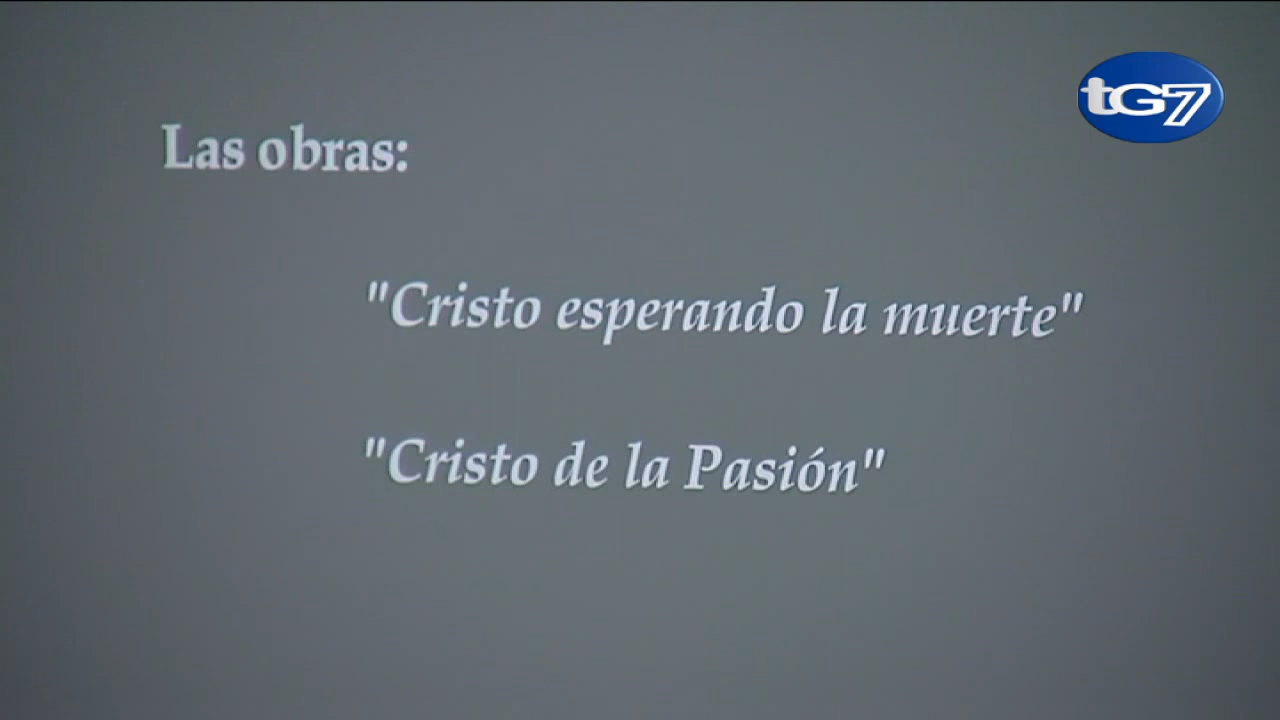 tG7
Las obras:
"Cristo esperando la muerte"
"Cristo de la Pasión"